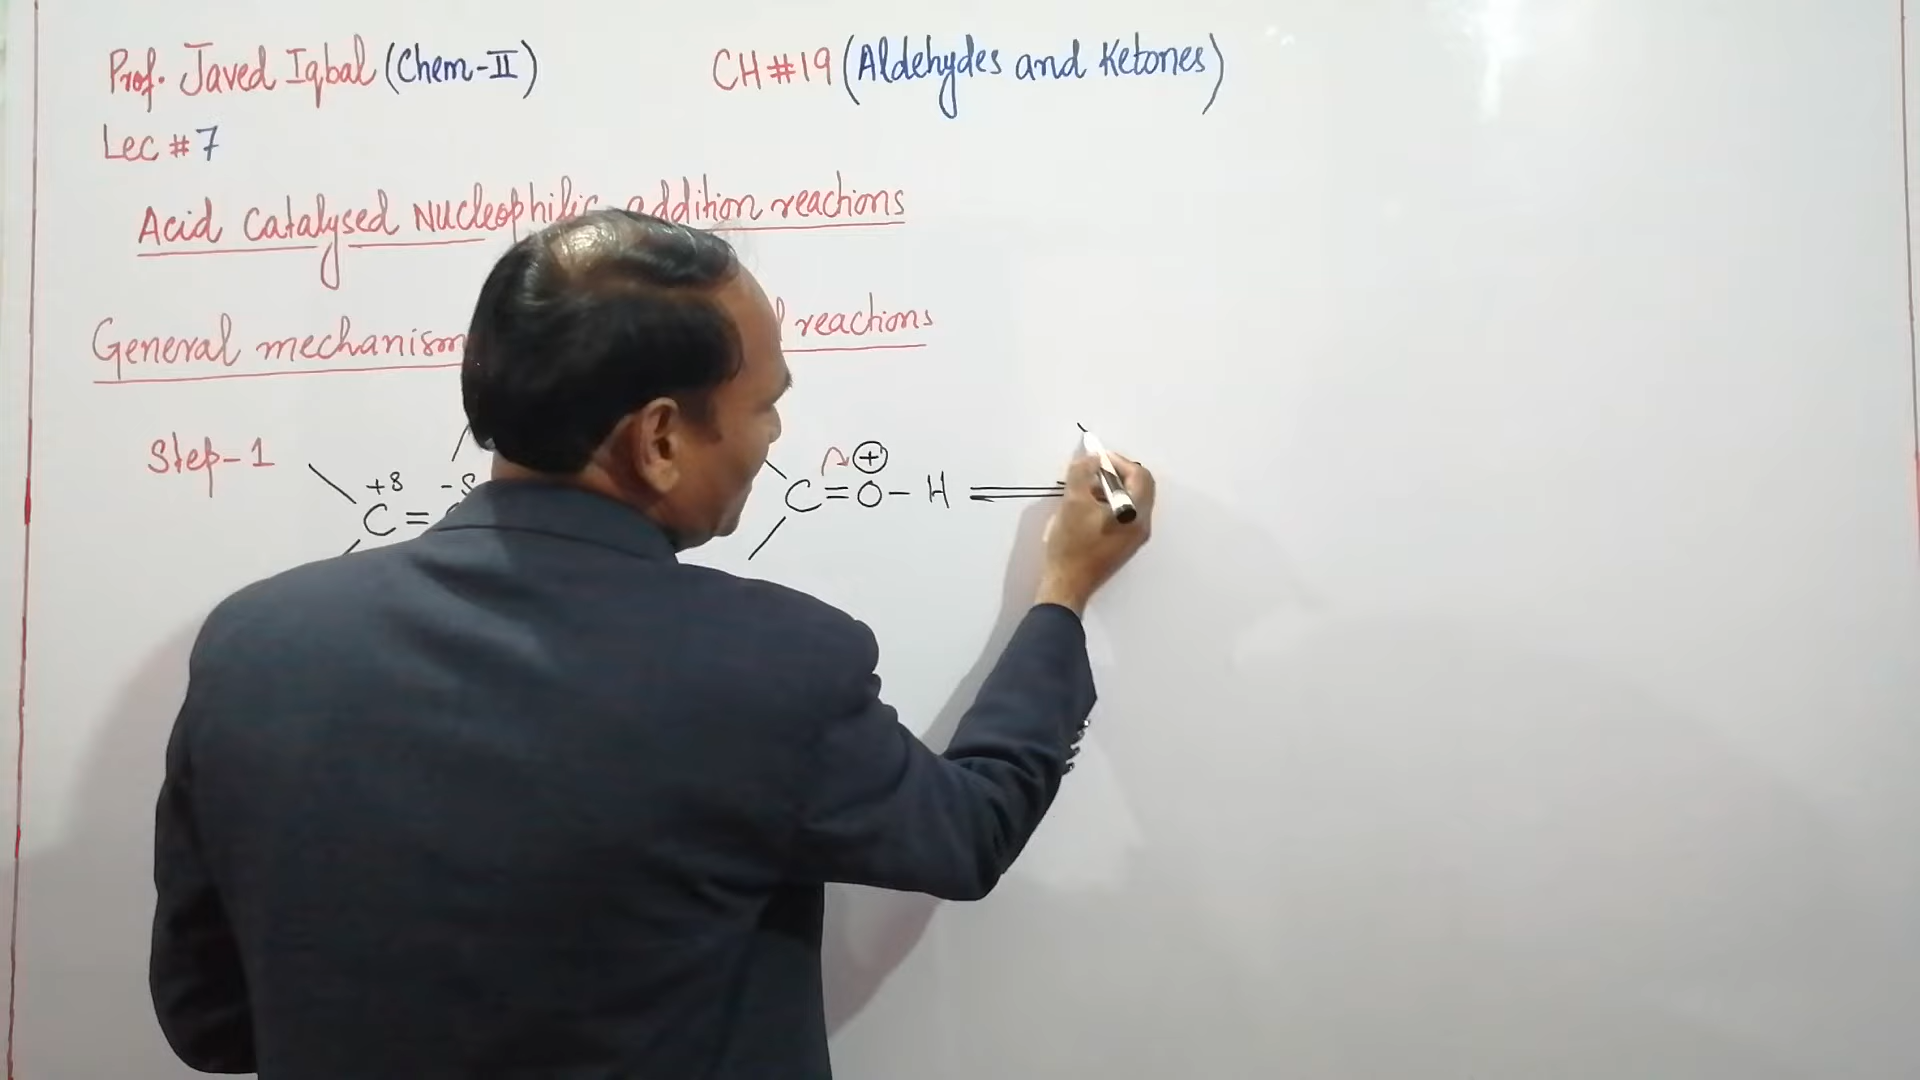 Prof. Javed Iqbal (Chem-II) CH#19 (Aldehydes and Ketones)
Lec #7
Acid Catalysed Nucleophilic addition reactions
General mechanism reactions
Step-1
+δ -δ
C =
C = O - H
+